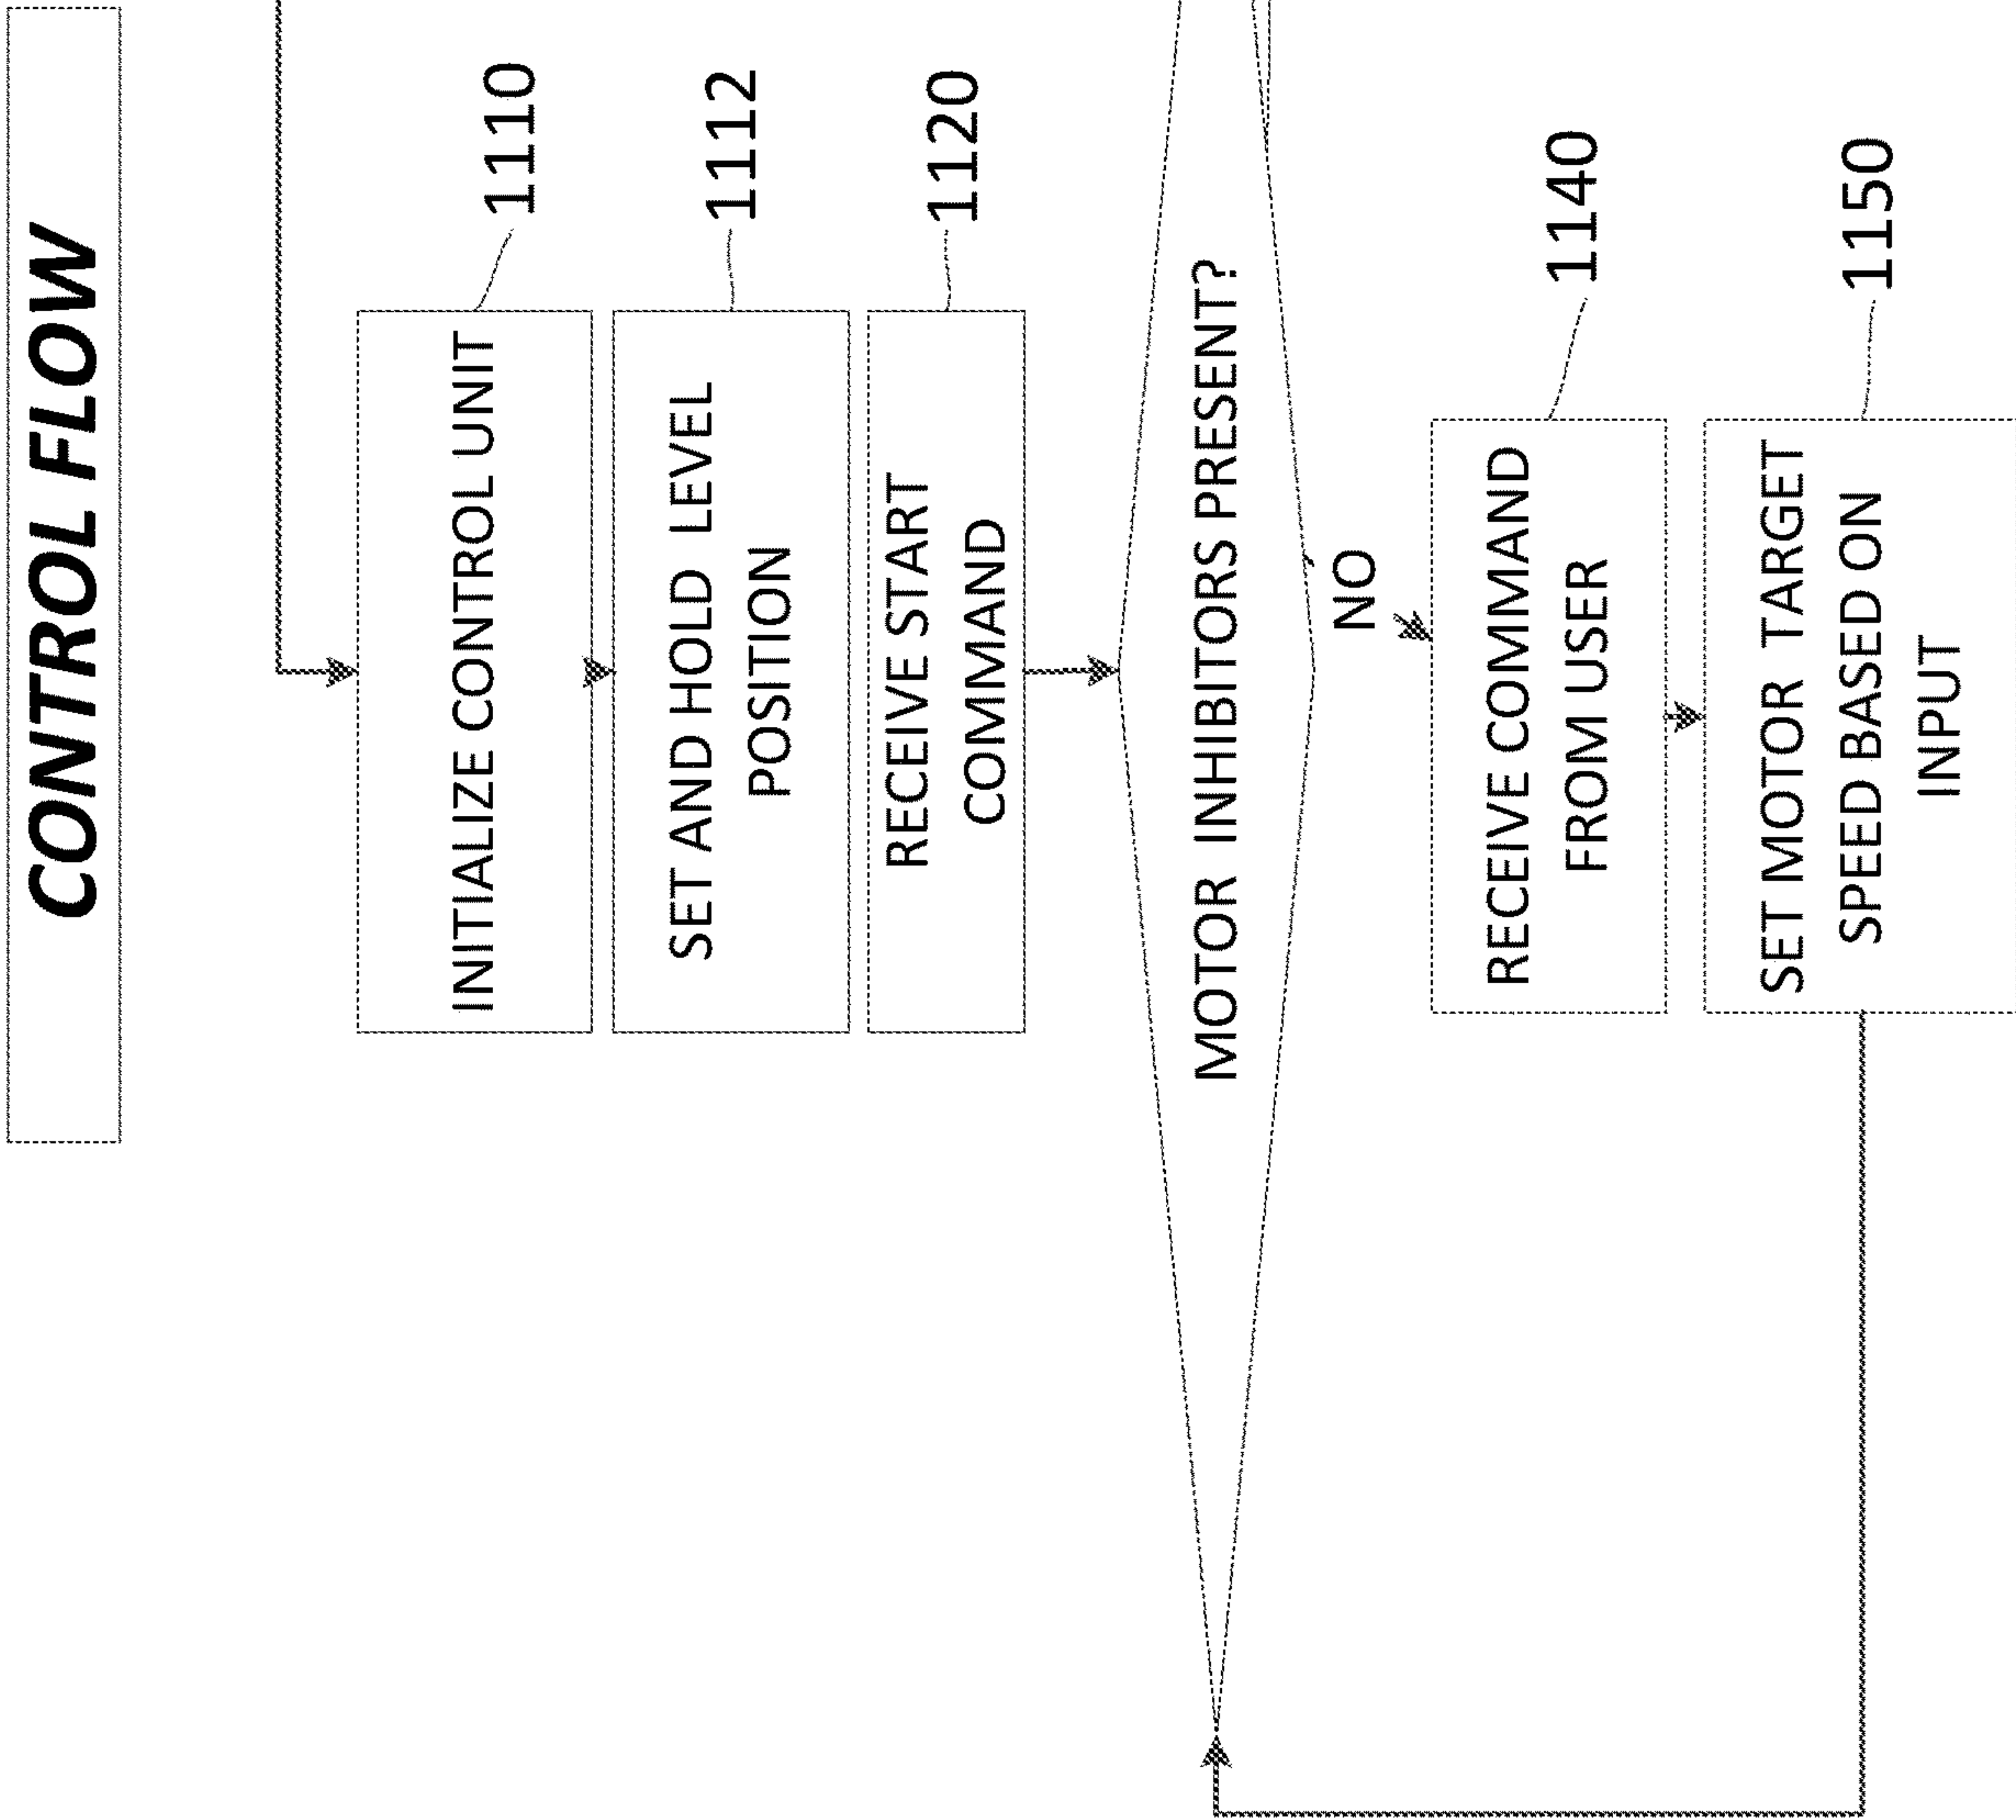 CONTROL FLOW
INITIALIZE CONTROL UNIT
1110
SET AND HOLD LEVEL
POSITION
1112
RECEIVE START
COMMAND
1120
MOTOR INHIBITORS PRESENT?
NO
RECEIVE COMMAND
FROM USER
1140
SET MOTOR TARGET
SPEED BASED ON
INPUT
1150